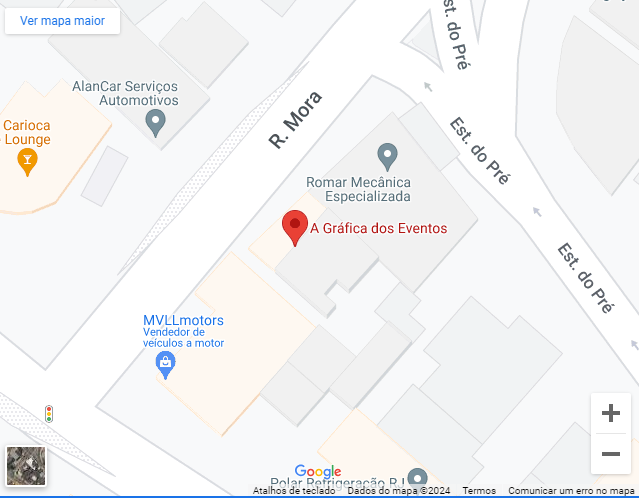 Ver mapa maior
Est. do Pré
AlanCar Serviços
Automotivos
R. Mora
Carioca
Lounge
Est. do Pré
Romar Mecânica
Especializada
A Gráfica dos Eventos
Est. do Pré
MVLLmotors
Vendedor de
veículos a motor
+
−
Google
Polar Refrigeração RJ
Atalhos de teclado
Dados do mapa ©2024
Termos
Comunicar um erro no mapa